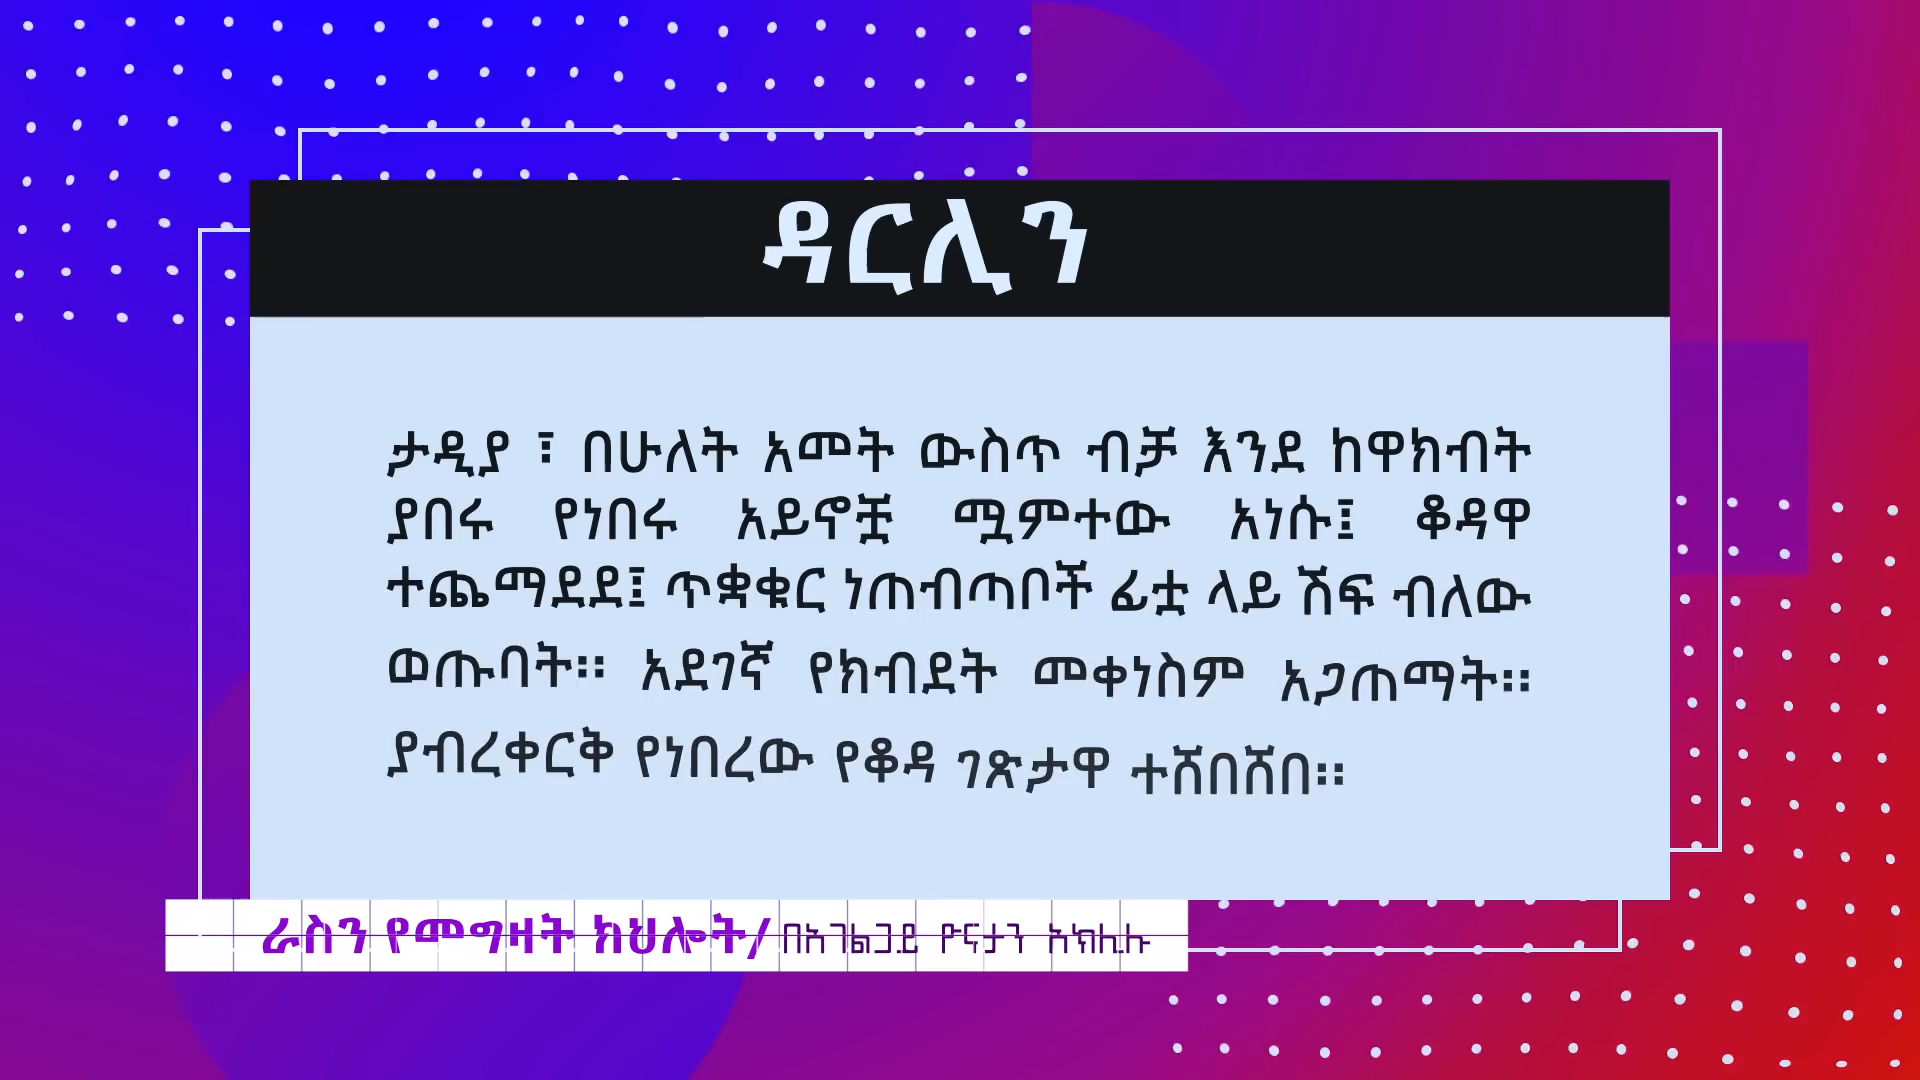 ዳርሊን
ታዲያ ፣ በሁለት አመት ውስጥ ብቻ እንደ ከዋክብት
ያበሩ የነበሩ አይኖቿ ሟምተው አነሱ፤ ቆዳዋ
ተጨማደደ፤ ጥቋቁር ነጠብጣቦች ፊቷ ላይ ሽፍ ብለው
ወጡባት፡፡ አደገኛ የክብደት መቀነስም አጋጠማት፡፡
ያብረቀርቅ የነበረው የቆዳ ገጽታዋ ተሸበሸበ፡፡
ራስን የመግዛት ክህሎት/ በአገልጋይ ዮናታን አክሊሉ